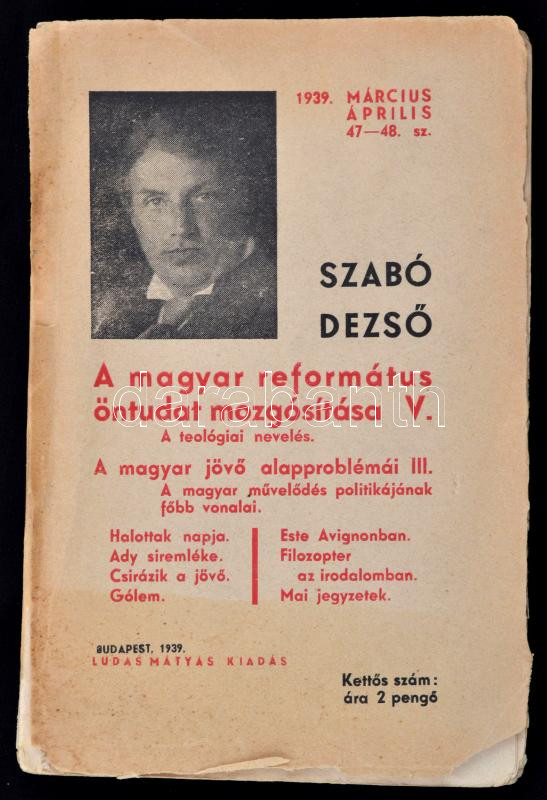 1939. MÁRCIUS
ÁPRILIS
47—48. sz.
SZABÓ
DEZSŐ
A magyar református
öntudat mozgósítása V.
A teológiai nevelés.
A magyar jövő alapproblémái III.
A magyar művelődés politikájának
főbb vonalai.
Halottak napja.
Ady siremléke.
Csirázik a jövő.
Gólem.
Este Avignonban.
Filozopter
az irodalomban.
Mai jegyzetek.
BUDAPEST, 1939.
LUDAS MÁTYÁS KIADÁS
Kettős szám:
ára 2 pengő
darabanth